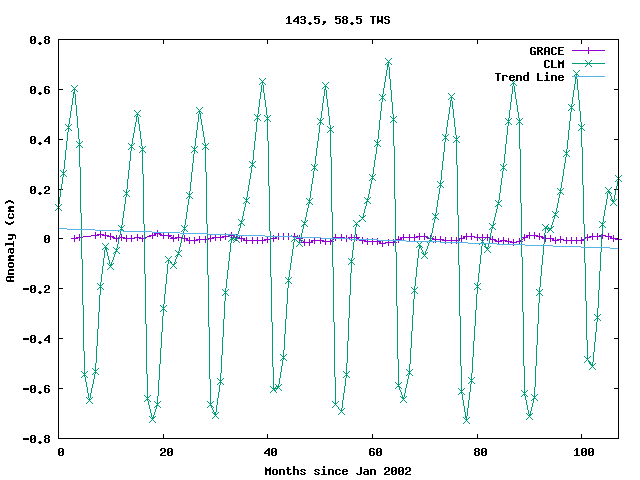 143.5, 58.5 TWS
GRACE
CLM
Trend Line
0.8
0.6
0.4
0.2
0
-0.2
-0.4
-0.6
-0.8
Anomaly (cm)
0 20 40 60 80 100
Months since Jan 2002